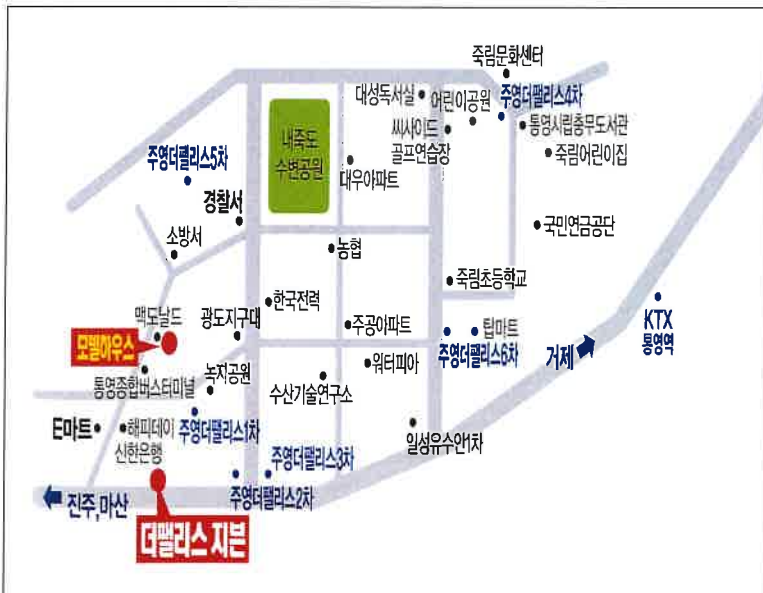 죽림문화센터
대성독서실
어린이공원
주영더팰리스4차
내죽도
수변공원
씨사이드
골프연습장
통영시립충무도서관
주영더팰리스5차
대우아파트
죽림어린이집
경찰서
국민연금공단
소방서
농협
죽림초등학교
한국전력
KTX
통영역
맥도날드
광도지구대
주공아파트
탑마트
모델하우스
주영더팰리스6차
거제
워터피아
통영종합버스터미널
녹지공원
수산기술연구소
E마트
해피데이
신한은행
주영더팰리스1차
일성유수안1차
주영더팰리스3차
주영더팰리스2차
진주,마산
더팰리스 지븐